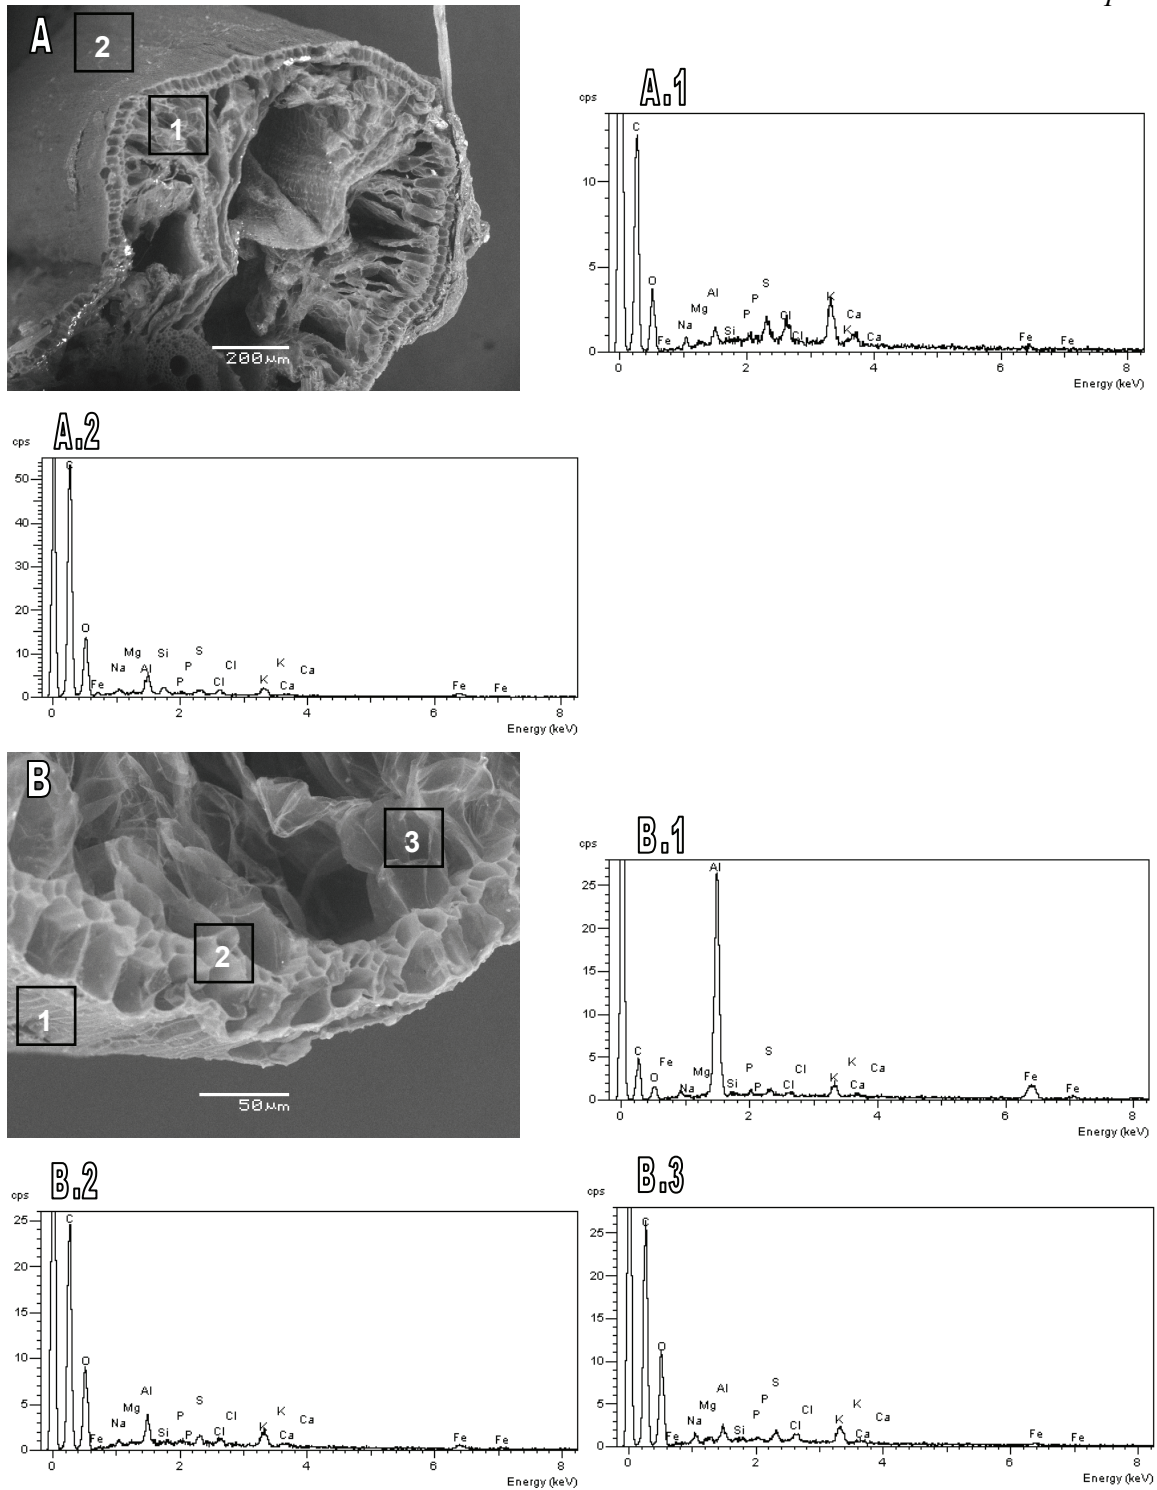 A
2
1
200µm
A.1
cps
C
10
5
0
O
Fe
Na
Mg
Al
Si
P
P
S
Cl
Cl
K
K
Ca
Ca
Fe
Fe
0 2 4 6 8
Energy (keV)
A.2
cps
50
40
30
20
10
0
C
O
Fe
Na
Mg
Al
Si
P
P
S
Cl
Cl
K
K
Ca
Ca
Fe
Fe
0 2 4 6 8
Energy (keV)
B
3
2
1
50µm
B.1
cps
25
20
15
10
5
0
C
O
Fe
Na
Mg
Al
Si
P
P
S
Cl
Cl
K
K
Ca
Ca
Fe
Fe
0 2 4 6 8
Energy (keV)
B.2
cps
25
20
15
10
5
0
C
O
Fe
Na
Mg
Al
Si
P
P
S
Cl
Cl
K
K
Ca
Ca
Fe
Fe
0 2 4 6 8
Energy (keV)
B.3
cps
25
20
15
10
5
0
C
O
Fe
Na
Mg
Al
Si
P
P
S
Cl
Cl
K
K
Ca
Ca
Fe
Fe
0 2 4 6 8
Energy (keV)